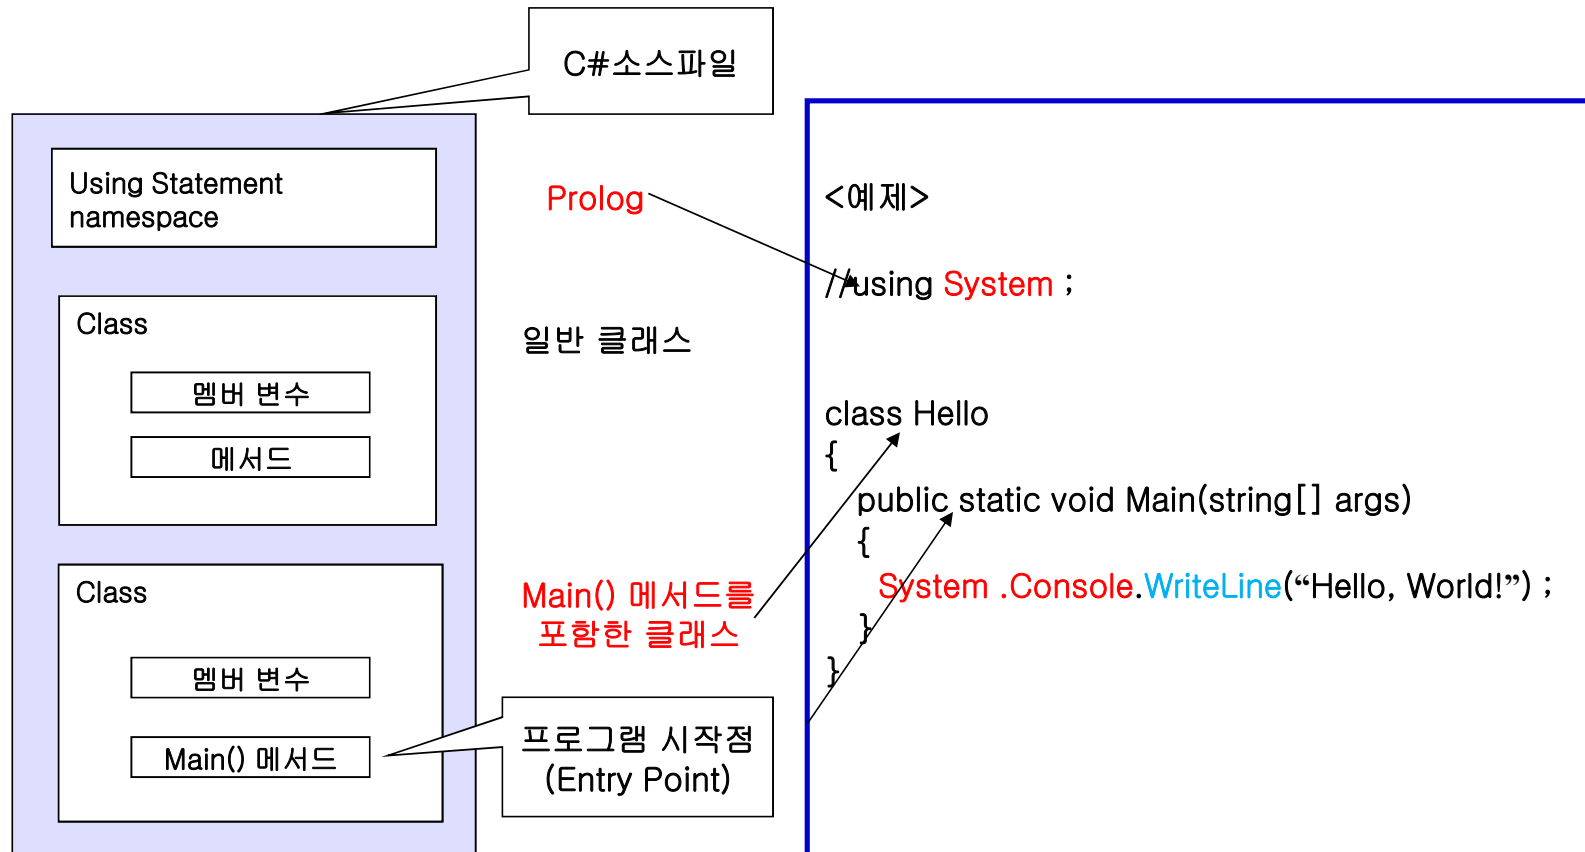 C#소스파일
Using Statement
namespace
Class
멤버 변수
메서드
Class
멤버 변수
Main() 메서드
Prolog
일반 클래스
Main() 메서드를
포함한 클래스
프로그램 시작점
(Entry Point)
<예제>
//using System ;
class Hello
{
public static void Main(string[] args)
{
System .Console.WriteLine(“Hello, World!”) ;
}
}